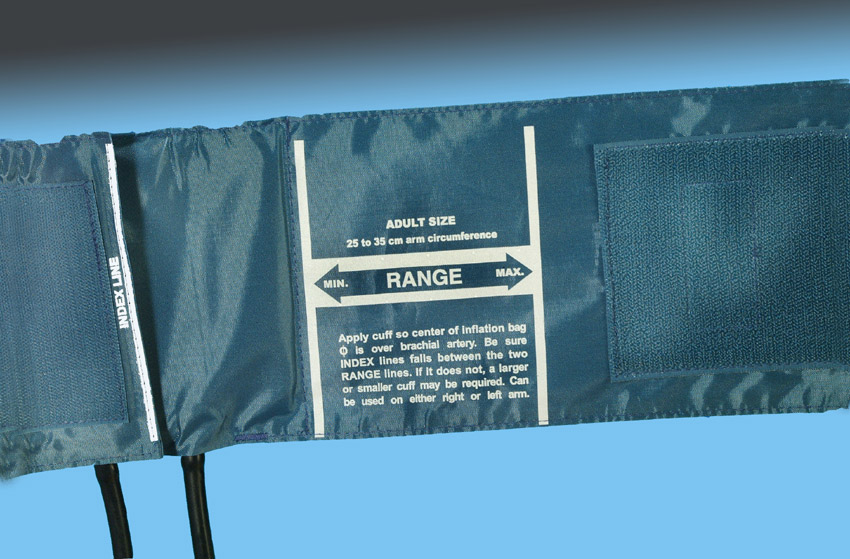 INDEX LINE
ADULT SIZE
25 to 35 cm arm circumference
MIN. RANGE MAX.
Apply cuff so center of Inflation bag
Φ is over brachial artery. Be sure
INDEX lines falls between the two
RANGE lines. If it does not, a larger
or smaller cuff may be required. Can
be used on either right or left arm.